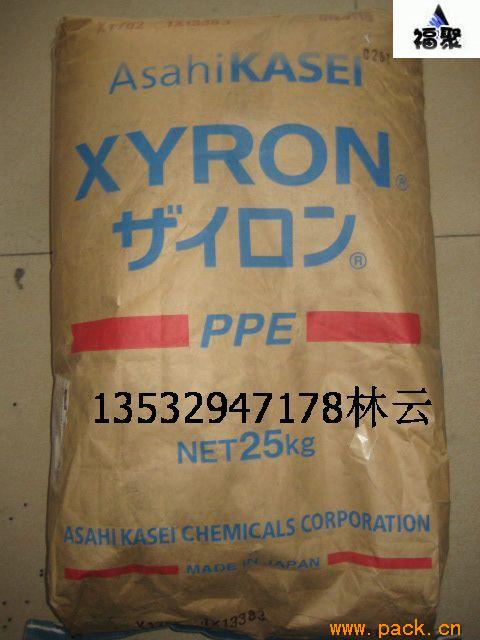 福聚
AsahiKASEI
XYRON®
ザイロン®
PPE
13532947178林云
NET25kg
ASAHI KASEI CHEMICALS CORPORATION
MADE IN JAPAN
1X13383
www.pack.cn